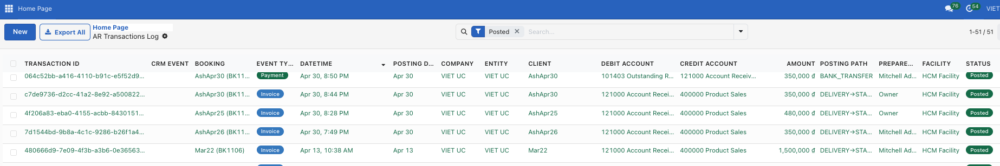 Home Page 76 54 VIET
New Export All Home Page
AR Transactions Log Posted Search... 1-51 / 51
TRANSACTION ID CRM EVENT BOOKING EVENT TY... DATETIME POSTING D... COMPANY ENTITY CLIENT DEBIT ACCOUNT CREDIT ACCOUNT AMOUNT POSTING PATH PREPARE... FACILITY STATUS
064c52bb-a416-4110-b91c-e5f52d9... AshApr30 (BK11... Payment Apr 30, 8:50 PM Apr 30 VIET UC VIET UC AshApr30 101403 Outstanding R... 121000 Account Receiv... 350,000 ₫ BANK_TRANSFER Mitchell Ad... HCM Facility Posted
c7de9736-d2cc-41a2-8e92-a500822... AshApr30 (BK11... Invoice Apr 30, 8:44 PM Apr 30 VIET UC VIET UC AshApr30 121000 Account Recei... 400000 Product Sales 350,000 ₫ DELIVERY→STA... Owner HCM Facility Posted
4f206a83-eba0-4155-acbb-8430151... AshApr25 (BK11... Invoice Apr 30, 8:28 PM Apr 30 VIET UC VIET UC AshApr25 121000 Account Recei... 400000 Product Sales 480,000 ₫ DELIVERY→STA... Owner HCM Facility Posted
7d1544bd-9b8a-4c1c-9286-b26f1a4... AshApr26 (BK11... Invoice Apr 30, 7:49 PM Apr 30 VIET UC VIET UC AshApr26 121000 Account Recei... 400000 Product Sales 350,000 ₫ DELIVERY→STA... Mitchell Ad... HCM Facility Posted
480666d9-7e09-4f3b-a3b6-0e36563... Mar22 (BK1106) Invoice Apr 13, 10:38 AM Apr 13 VIET UC VIET UC Mar22 121000 Account Recei... 400000 Product Sales 1,500,000 ₫ DELIVERY→STA... Mitchell Ad... HCM Facility Posted